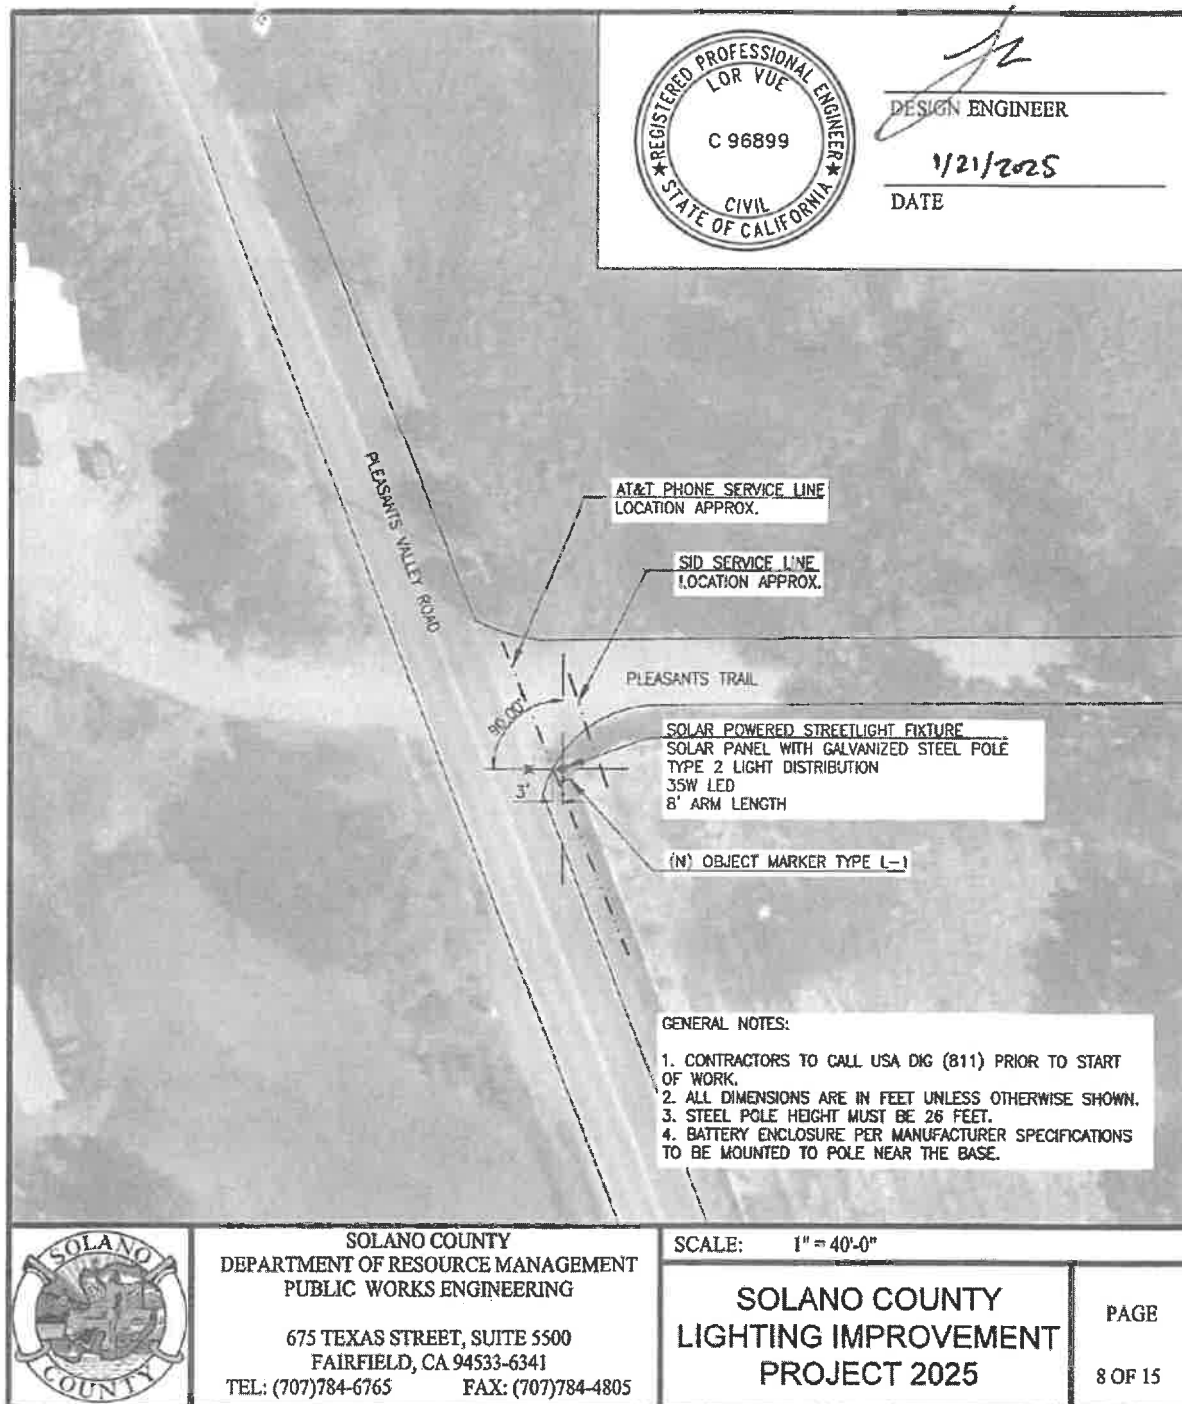 REGISTERED PROFESSIONAL ENGINEER
LOR VUE
C 96899
CIVIL
STATE OF CALIFORNIA
DESIGN ENGINEER
1/21/2025
DATE
PLEASANTS VALLEY ROAD
AT&T PHONE SERVICE LINE
LOCATION APPROX.
SID SERVICE LINE
LOCATION APPROX.
PLEASANTS TRAIL
90.00°
3'
SOLAR POWERED STREETLIGHT FIXTURE
SOLAR PANEL WITH GALVANIZED STEEL POLE
TYPE 2 LIGHT DISTRIBUTION
35W LED
8' ARM LENGTH
(N) OBJECT MARKER TYPE L-1
GENERAL NOTES:
1. CONTRACTORS TO CALL USA DIG (811) PRIOR TO START
OF WORK.
2. ALL DIMENSIONS ARE IN FEET UNLESS OTHERWISE SHOWN.
3. STEEL POLE HEIGHT MUST BE 26 FEET.
4. BATTERY ENCLOSURE PER MANUFACTURER SPECIFICATIONS
TO BE MOUNTED TO POLE NEAR THE BASE.
SOLANO
COUNTY
SOLANO COUNTY
DEPARTMENT OF RESOURCE MANAGEMENT
PUBLIC WORKS ENGINEERING
675 TEXAS STREET, SUITE 5500
FAIRFIELD, CA 94533-6341
TEL: (707)784-6765 FAX: (707)784-4805
SCALE: 1" = 40'-0"
SOLANO COUNTY
LIGHTING IMPROVEMENT
PROJECT 2025
PAGE
8 OF 15